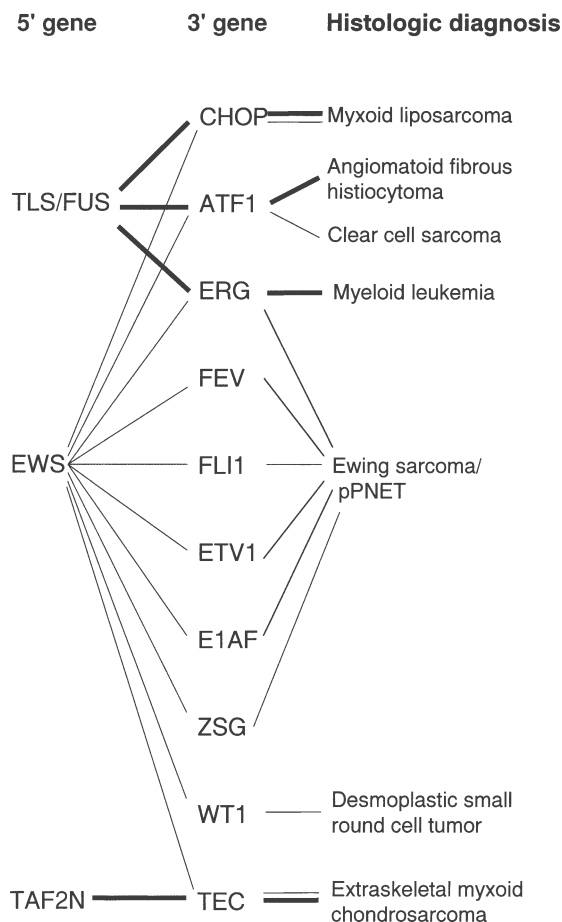 5' gene 3' gene Histologic diagnosis
CHOP Myxoid liposarcoma
Angiomatoid fibrous
histiocytoma
TLS/FUS ATF1
Clear cell sarcoma
ERG Myeloid leukemia
FEV
EWS FLI1 Ewing sarcoma/
pPNET
ETV1
E1AF
ZSG
WT1 Desmoplastic small
round cell tumor
TAF2N TEC Extraskeletal myxoid
chondrosarcoma